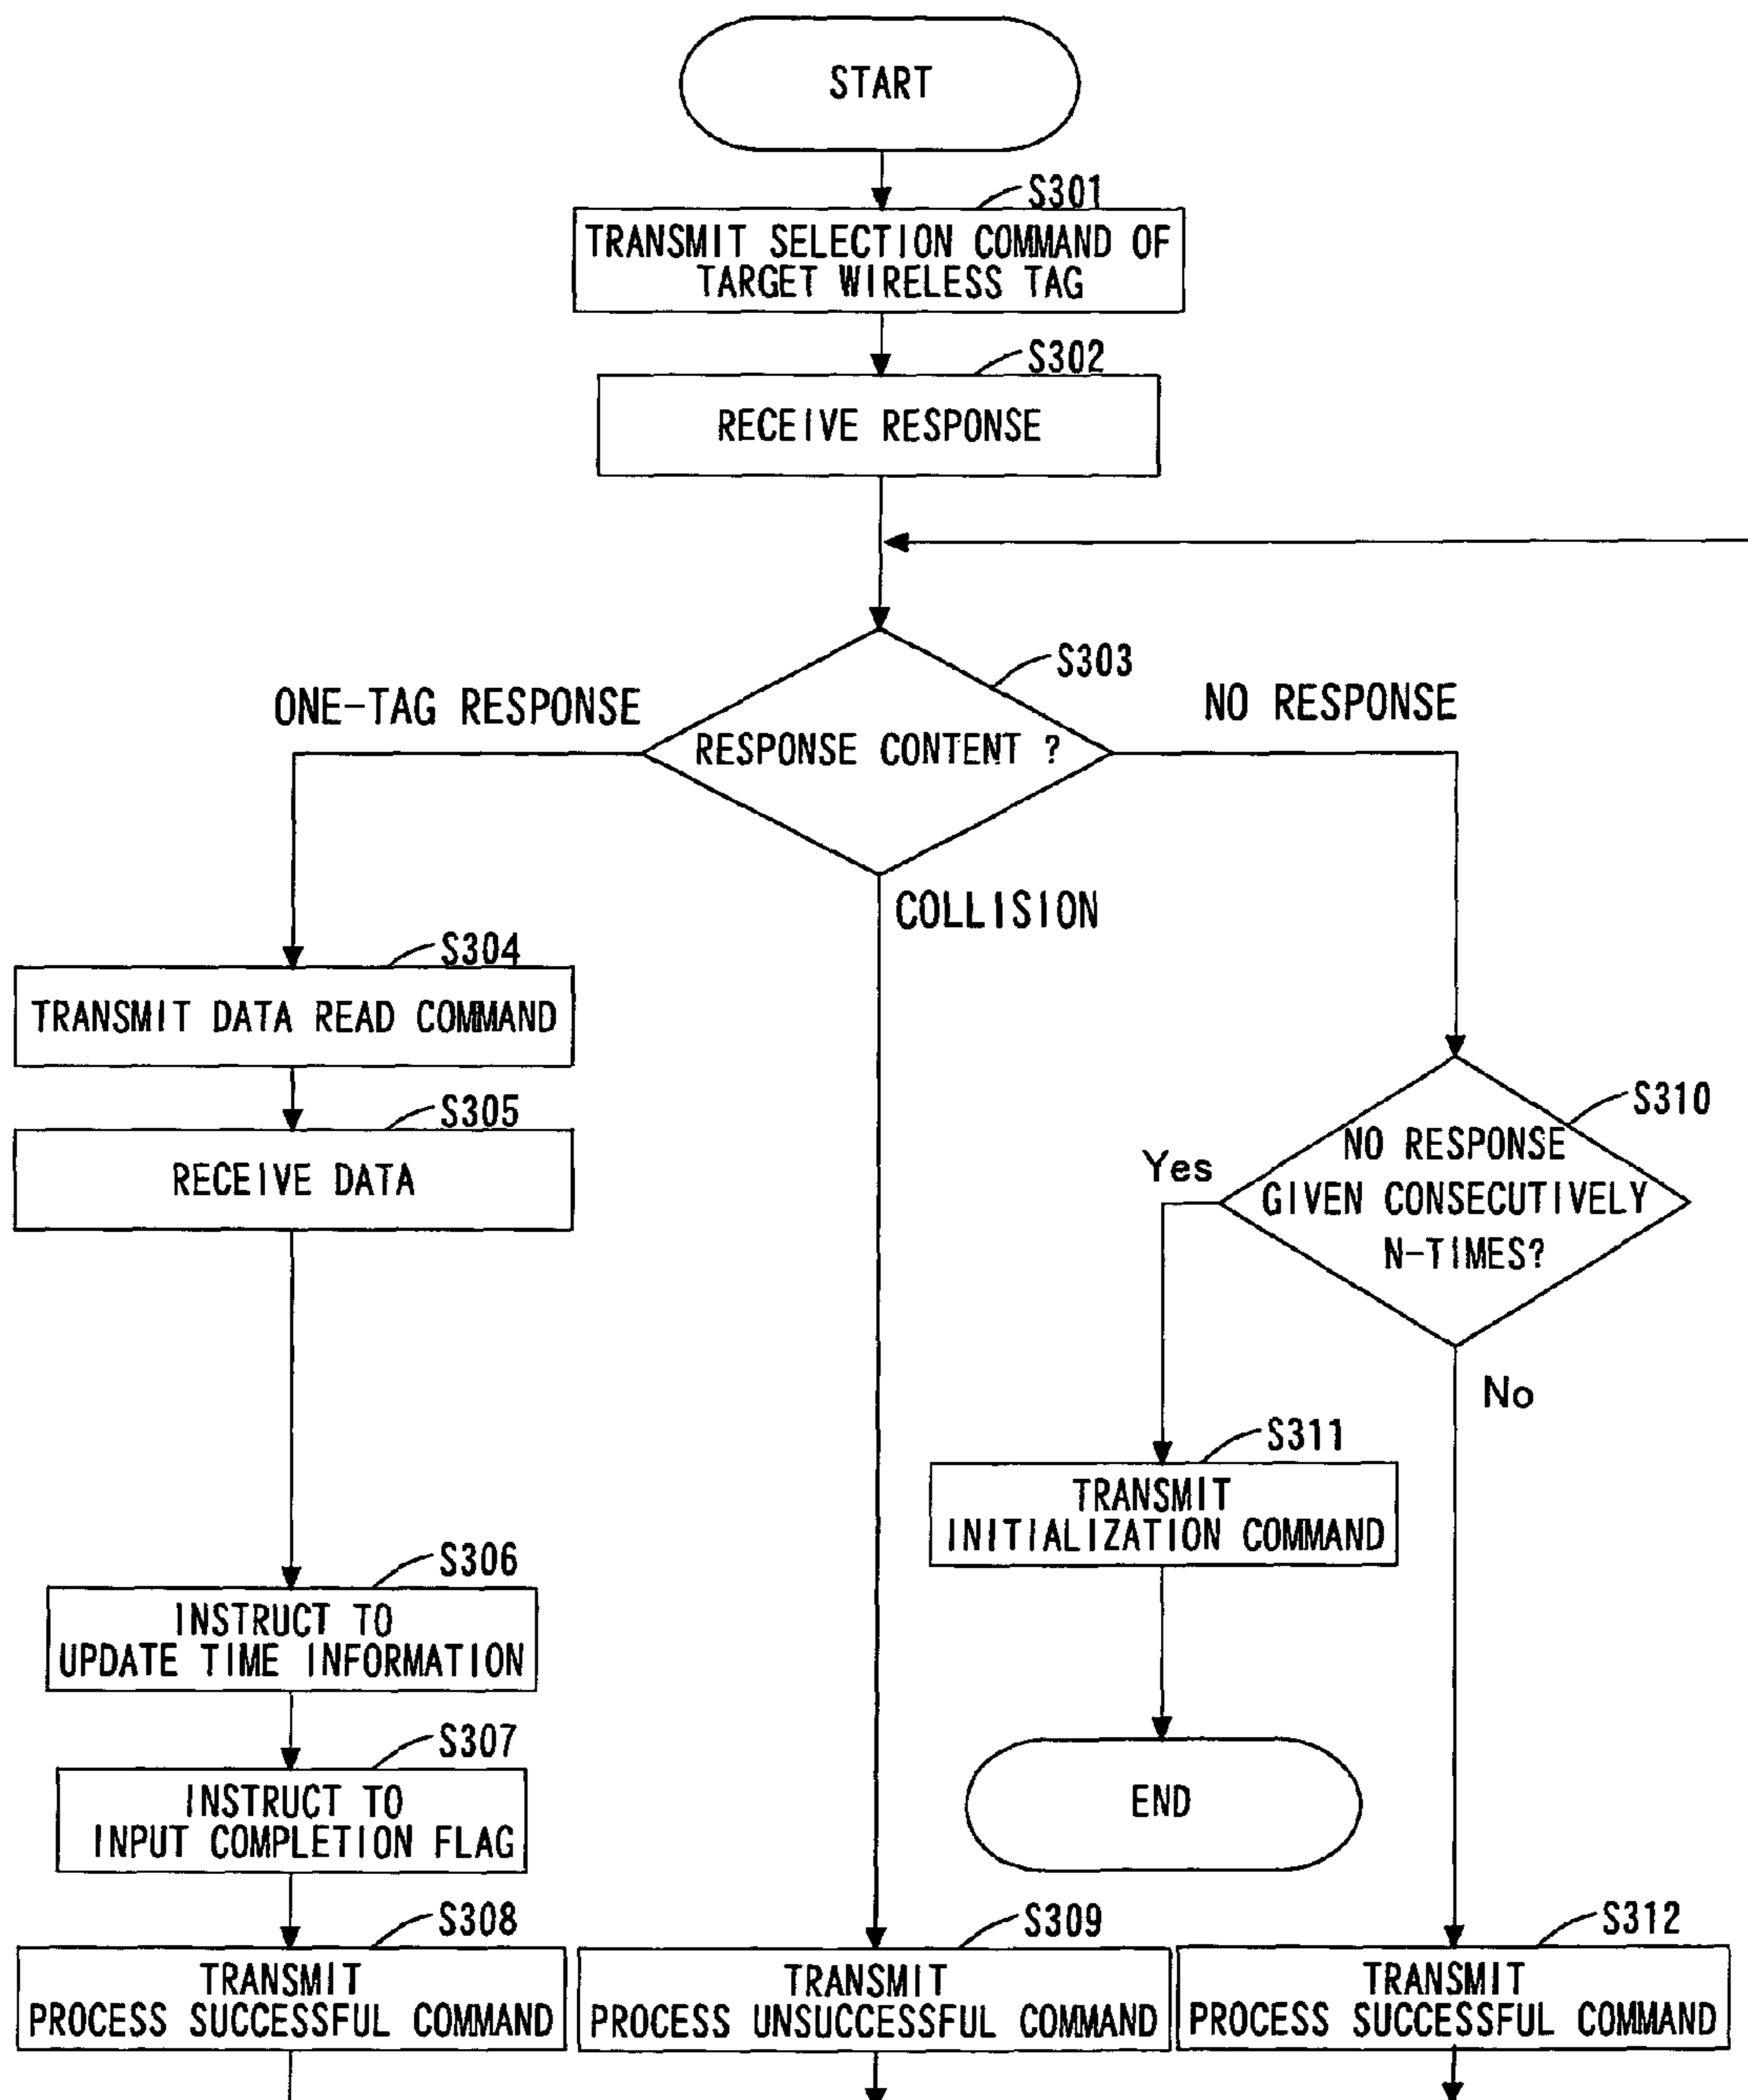 START
S301
TRANSMIT SELECTION COMMAND OF
TARGET WIRELESS TAG
S302
RECEIVE RESPONSE
S303
ONE-TAG RESPONSE
NO RESPONSE
RESPONSE CONTENT ?
COLLISION
S304
TRANSMIT DATA READ COMMAND
S305
RECEIVE DATA
S310
NO RESPONSE
GIVEN CONSECUTIVELY
N-TIMES?
Yes
No
S311
TRANSMIT
INITIALIZATION COMMAND
S306
INSTRUCT TO
UPDATE TIME INFORMATION
S307
INSTRUCT TO
INPUT COMPLETION FLAG
END
S308
TRANSMIT
PROCESS SUCCESSFUL COMMAND
S309
TRANSMIT
PROCESS UNSUCCESSFUL COMMAND
S312
TRANSMIT
PROCESS SUCCESSFUL COMMAND